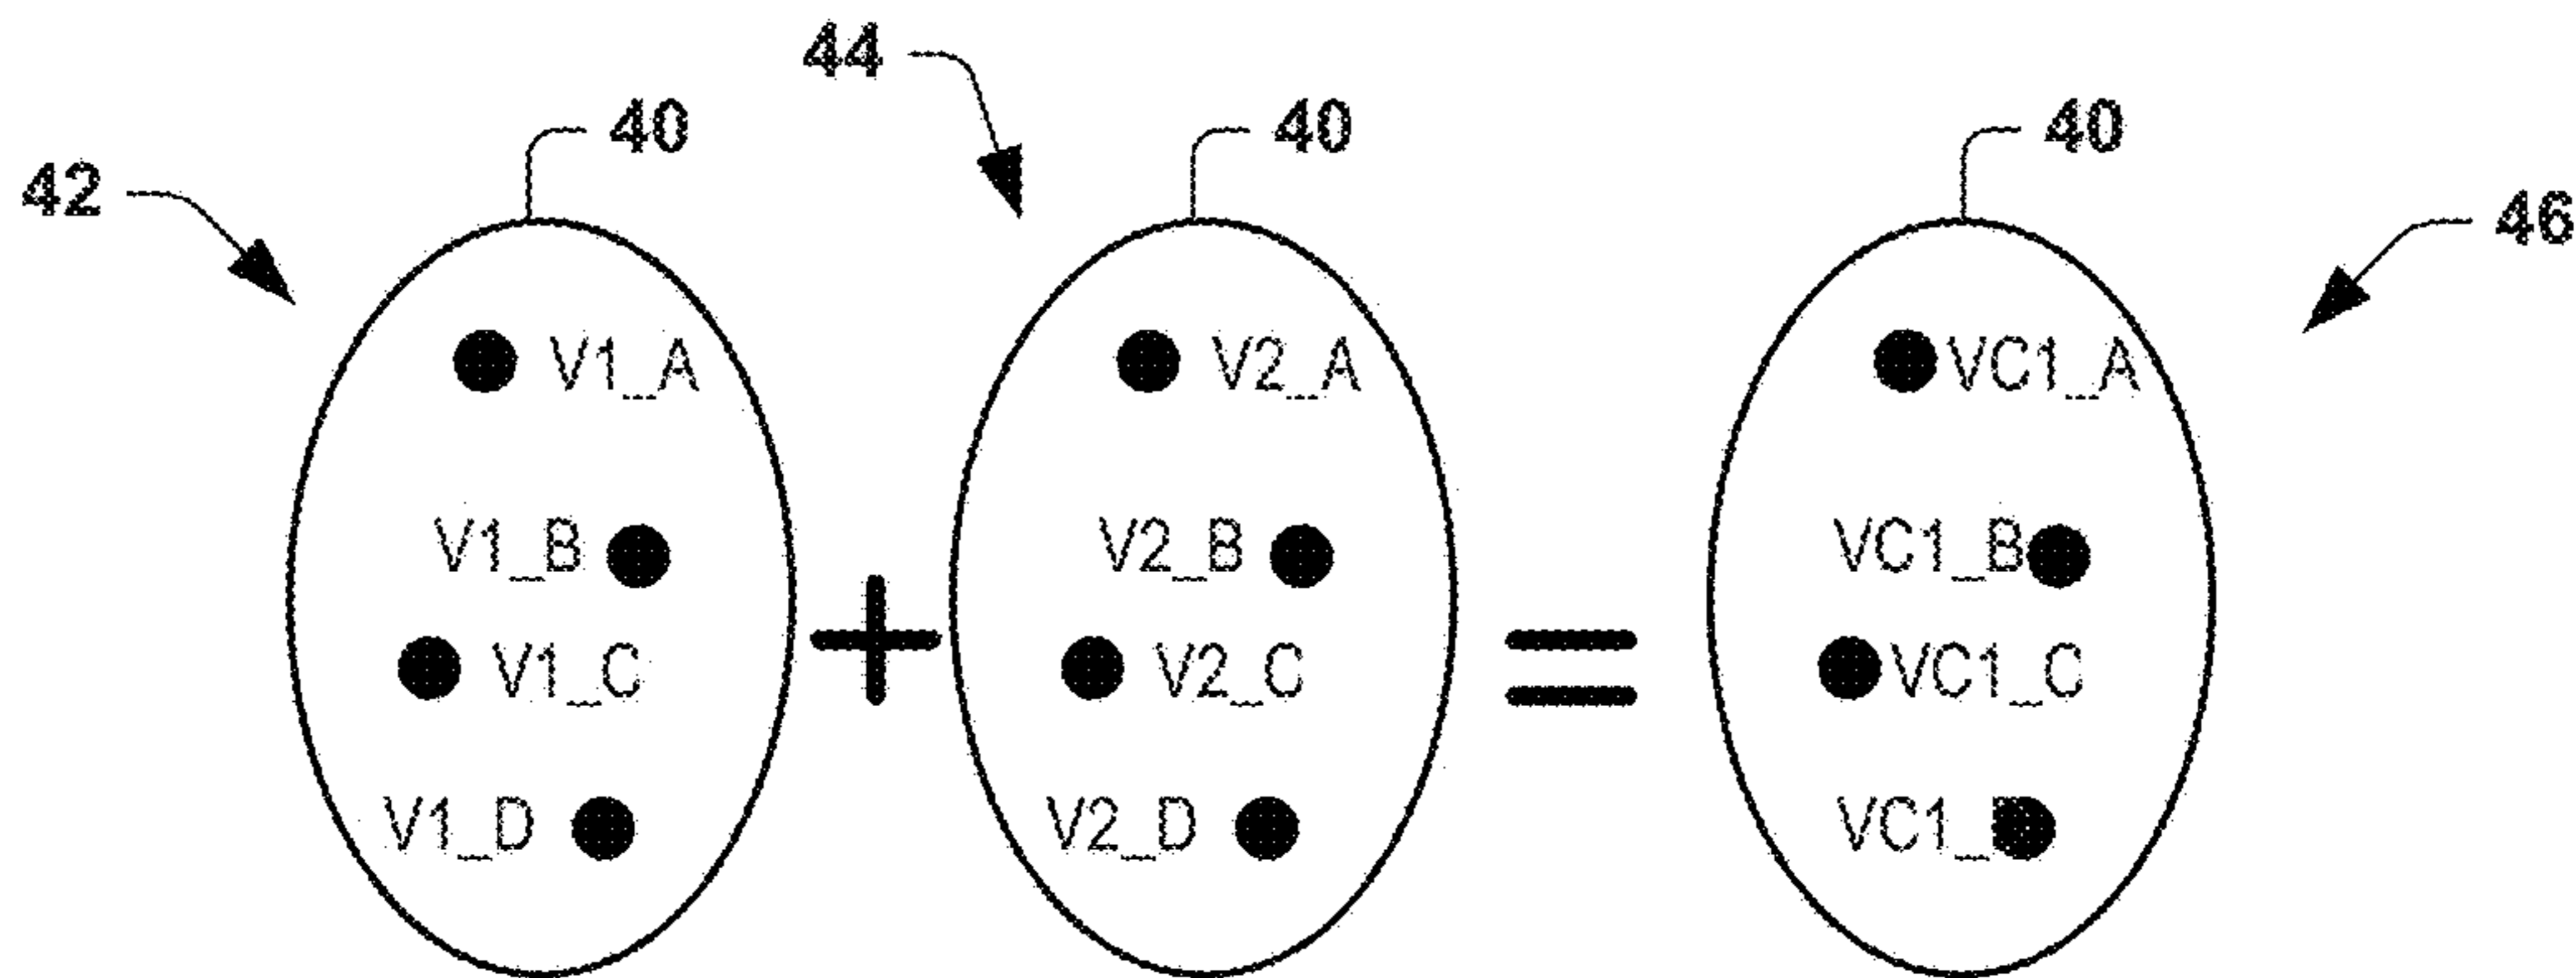 44
40 40 40
42 46
V1_A V2_A VC1_A
V1_B V2_B VC1_B
+ =
V1_C V2_C VC1_C
V1_D V2_D